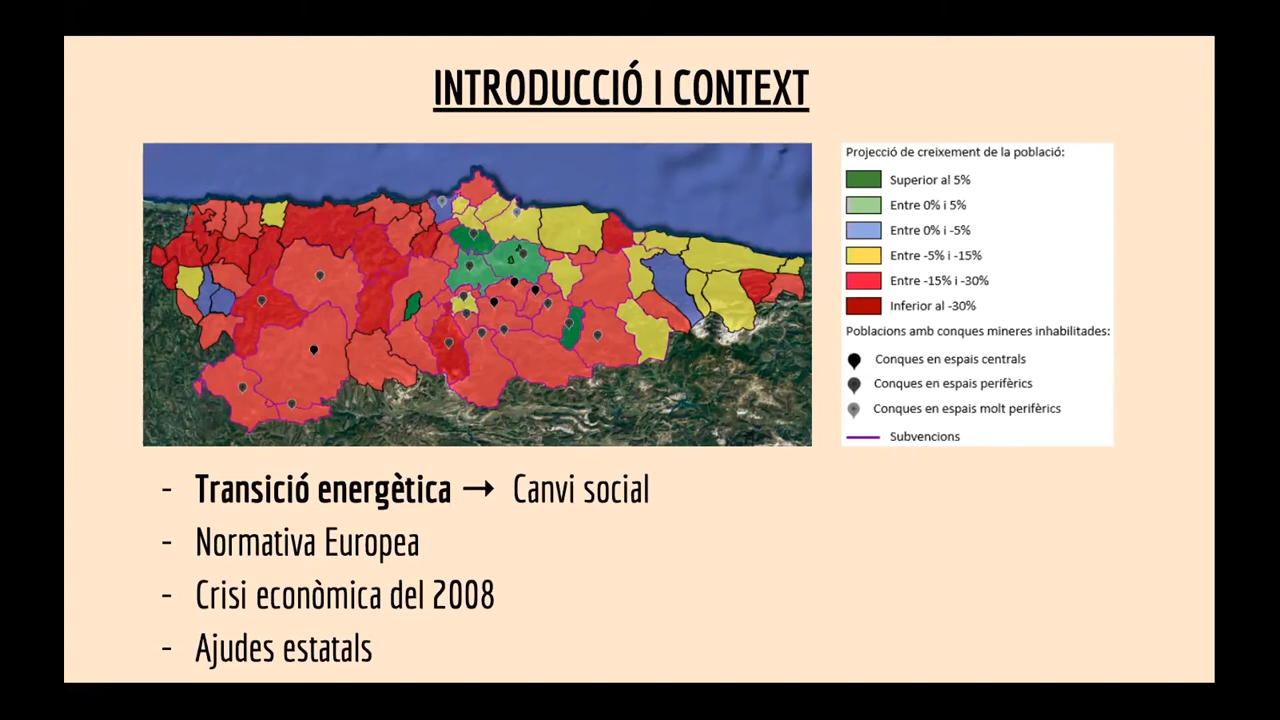 INTRODUCCIÓ I CONTEXT
Projecció de creixement de la població:
Superior al 5%
Entre 0% i 5%
Entre 0% i -5%
Entre -5% i -15%
Entre -15% i -30%
Inferior al -30%
Poblacions amb conques mineres inhabilitades:
Conques en espais centrals
Conques en espais perifèrics
Conques en espais molt perifèrics
Subvencions
- Transició energètica → Canvi social
- Normativa Europea
- Crisi econòmica del 2008
- Ajudes estatals